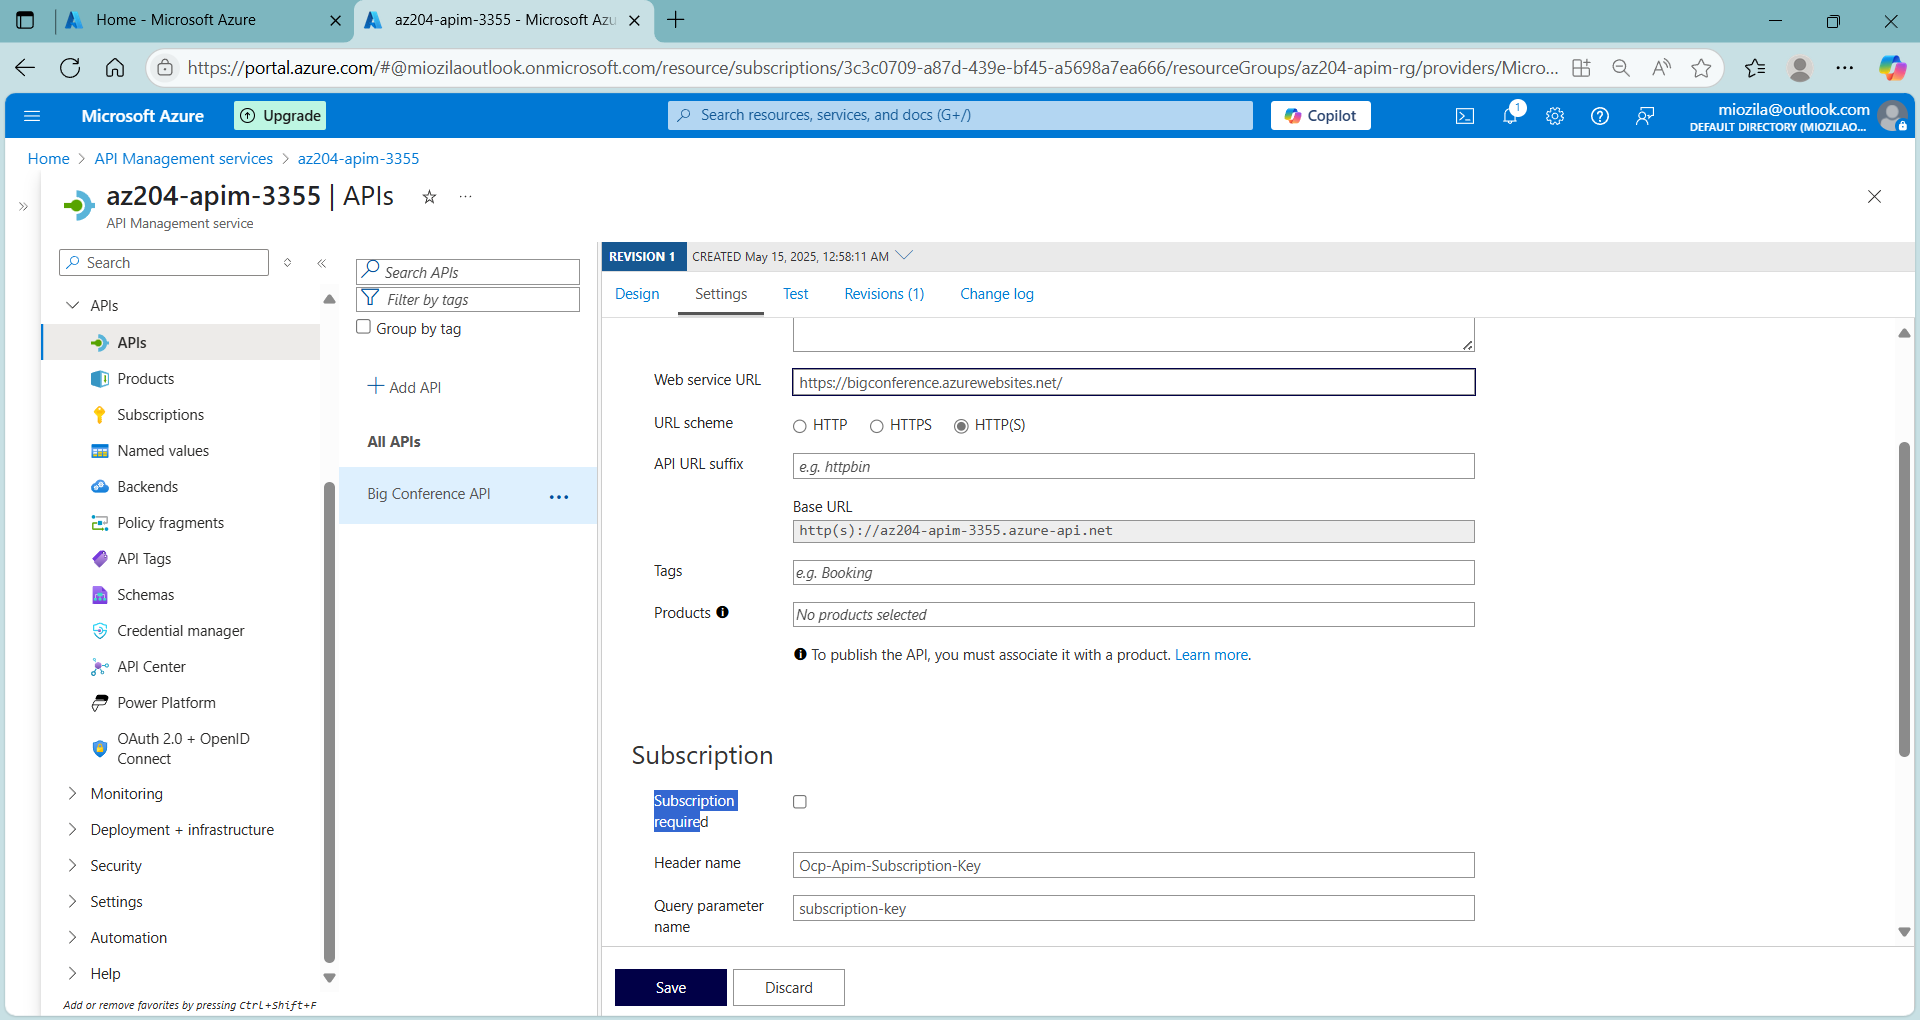 Home - Microsoft Azure
az204-apim-3355 - Microsoft Azu
https://portal.azure.com/#@miozilaoutlook.onmicrosoft.com/resource/subscriptions/3c3c0709-a87d-439e-bf45-a5698a7ea666/resourceGroups/az204-apim-rg/providers/Micro...
Microsoft Azure
Upgrade
Search resources, services, and docs (G+/)
Copilot
1
miozila@outlook.com
DEFAULT DIRECTORY (MIOZILAO...
Home > API Management services > az204-apim-3355
az204-apim-3355 | APIs
API Management service
Search
APIs
APIs
Products
Subscriptions
Named values
Backends
Policy fragments
API Tags
Schemas
Credential manager
API Center
Power Platform
OAuth 2.0 + OpenID
Connect
Monitoring
Deployment + infrastructure
Security
Settings
Automation
Help
Add or remove favorites by pressing Ctrl+Shift+F
Search APIs
Filter by tags
Group by tag
Add API
All APIs
Big Conference API
REVISION 1
CREATED May 15, 2025, 12:58:11 AM
Design
Settings
Test
Revisions (1)
Change log
Web service URL
https://bigconference.azurewebsites.net/
URL scheme
HTTP
HTTPS
HTTP(S)
API URL suffix
e.g. httpbin
Base URL
http(s)://az204-apim-3355.azure-api.net
Tags
e.g. Booking
Products
No products selected
To publish the API, you must associate it with a product. Learn more.
Subscription
Subscription
required
Header name
Ocp-Apim-Subscription-Key
Query parameter
name
subscription-key
Save
Discard